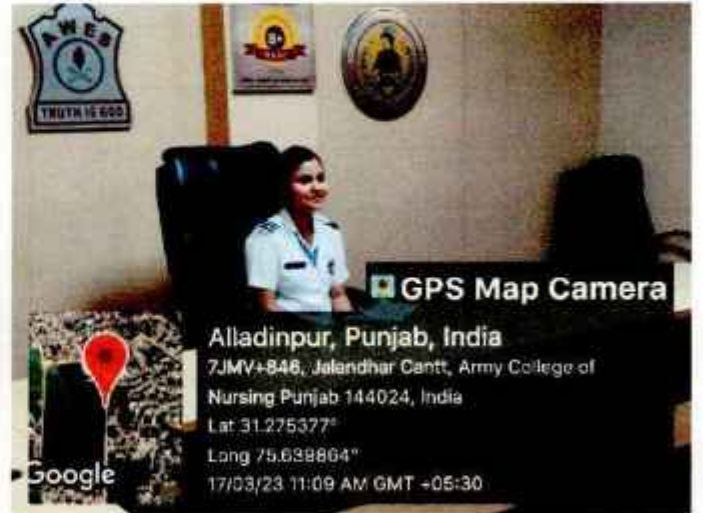 AWES
TRUTH IS GOD
GPS Map Camera
Alladinpur, Punjab, India
7JMV+846, Jalandhar Cantt, Army College of
Nursing Punjab 144024, India
Lat 31.275377°
Long 75.639864°
17/03/23 11:09 AM GMT +05:30
Google